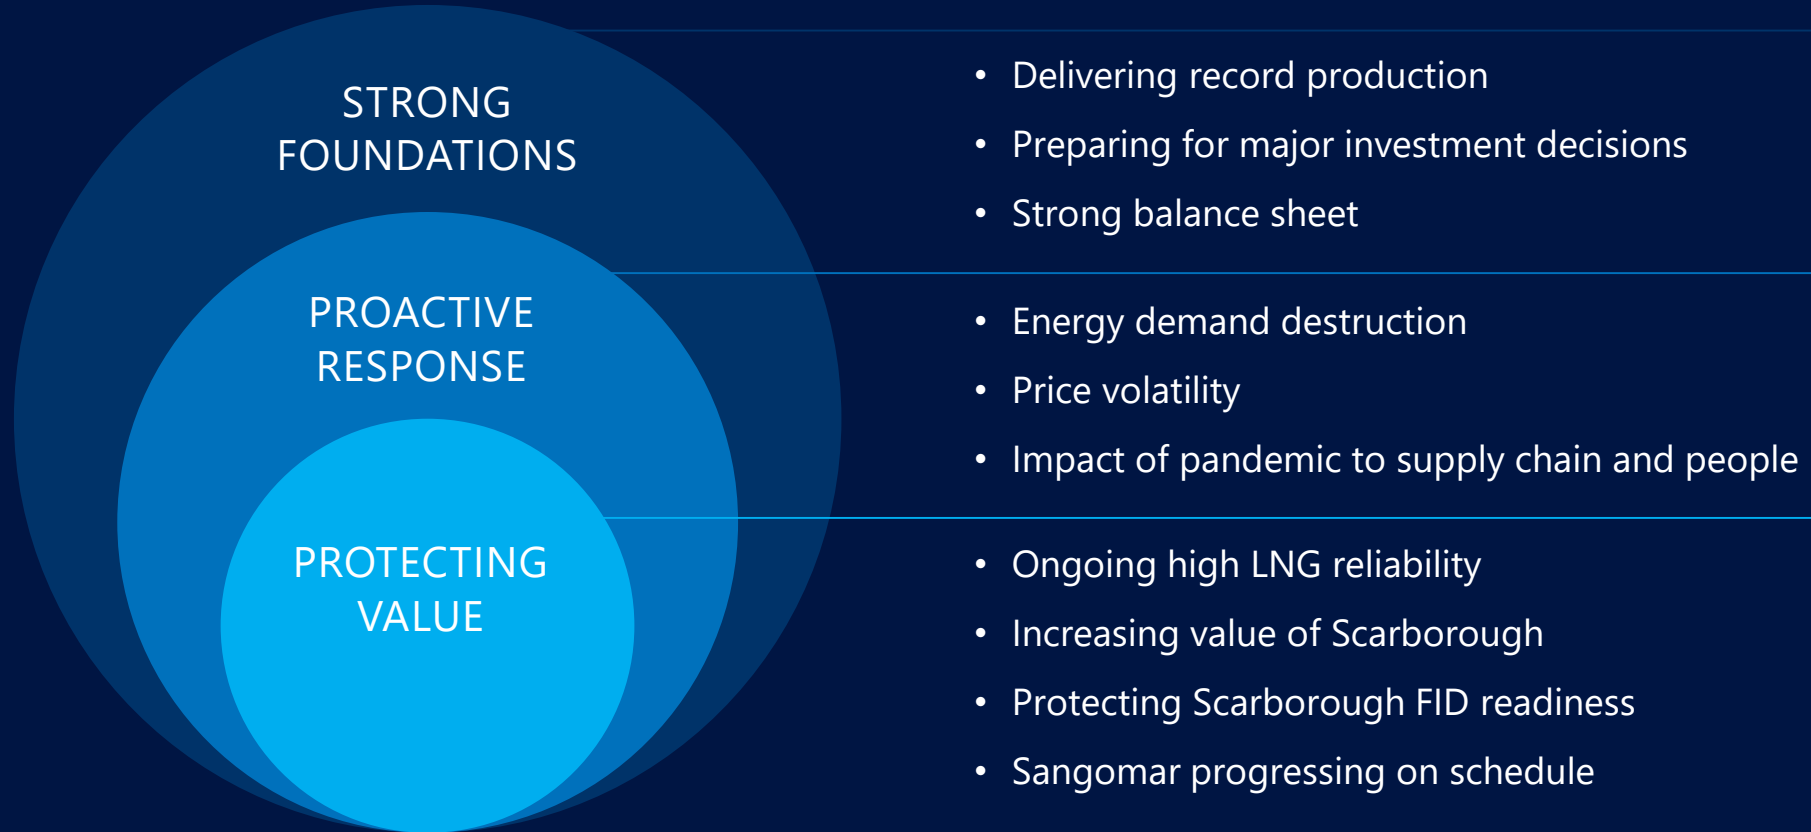 STRONG
FOUNDATIONS
• Delivering record production
• Preparing for major investment decisions
• Strong balance sheet
PROACTIVE
RESPONSE
• Energy demand destruction
• Price volatility
• Impact of pandemic to supply chain and people
PROTECTING
VALUE
• Ongoing high LNG reliability
• Increasing value of Scarborough
• Protecting Scarborough FID readiness
• Sangomar progressing on schedule